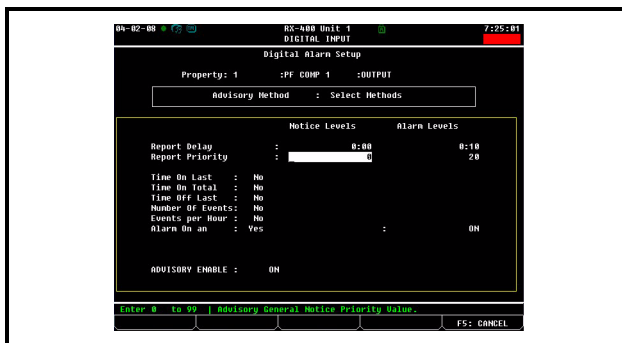 04-02-08 RX-400 Unit 1 7:25:01
DIGITAL INPUT
Digital Alarm Setup
Property: 1 :PF COMP 1 :OUTPUT
Advisory Method : Select Methods
Notice Levels Alarm Levels
Report Delay : 0:00 0:10
Report Priority : 0 20
Time On Last : No
Time On Total : No
Time Off Last : No
Number Of Events: No
Events per Hour : No
Alarm On an : Yes : ON
ADVISORY ENABLE : ON
Enter 0 to 99 | Advisory General Notice Priority Value.
F5: CANCEL